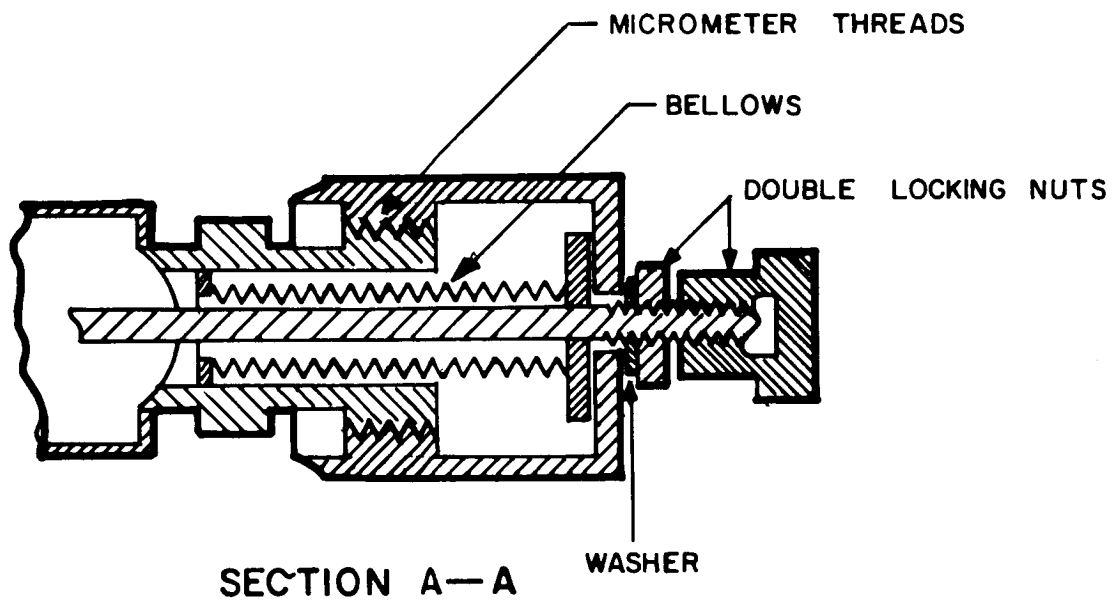 MICROMETER THREADS
BELLOWS
DOUBLE LOCKING NUTS
WASHER
SECTION A—A